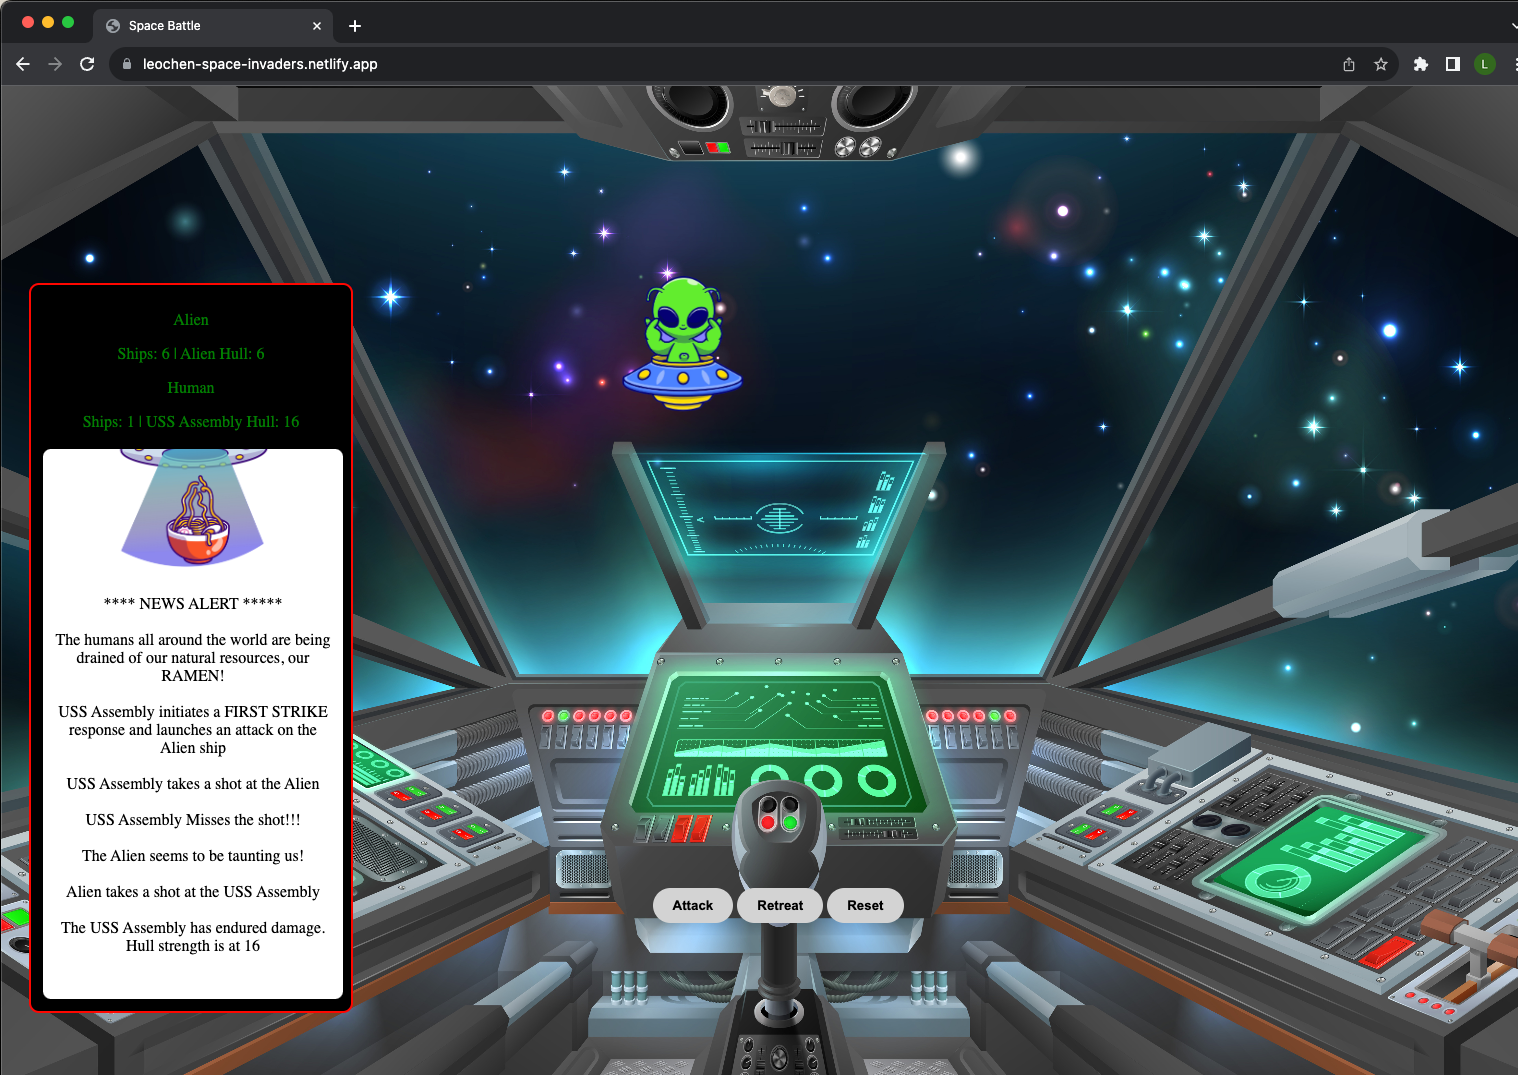 Space Battle
leochen-space-invaders.netlify.app
L
Alien
Ships: 6 | Alien Hull: 6
Human
Ships: 1 | USS Assembly Hull: 16
**** NEWS ALERT *****
The humans all around the world are being
drained of our natural resources, our
RAMEN!
USS Assembly initiates a FIRST STRIKE
response and launches an attack on the
Alien ship
USS Assembly takes a shot at the Alien
USS Assembly Misses the shot!!!
The Alien seems to be taunting us!
Alien takes a shot at the USS Assembly
The USS Assembly has endured damage.
Hull strength is at 16
Attack
Retreat
Reset